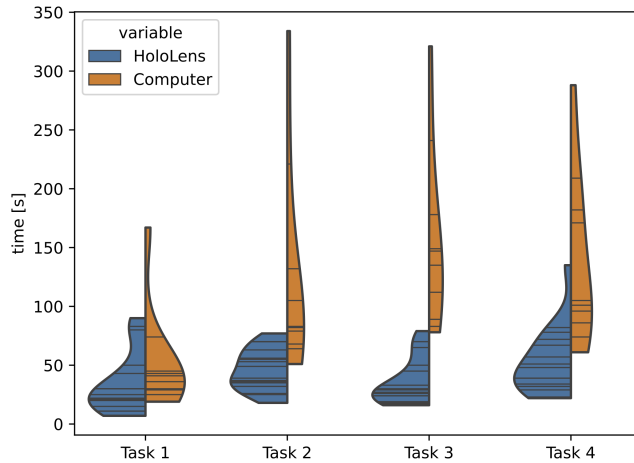 350
300
250
200
150
100
50
0
time [s]
variable
HoloLens
Computer
Task 1
Task 2
Task 3
Task 4